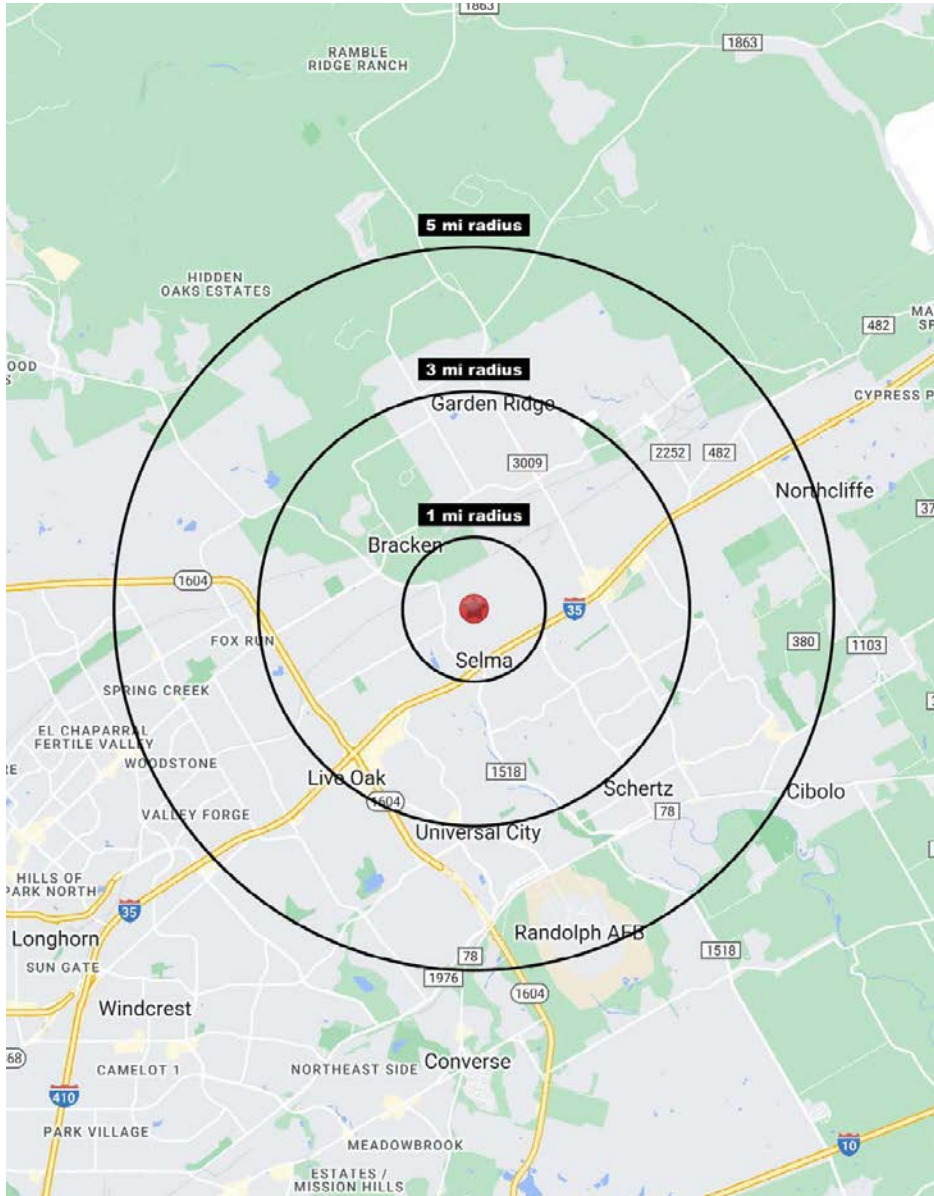 1863
RAMBLE
RIDGE RANCH
1863
5 mi radius
HIDDEN
OAKS ESTATES
482
3 mi radius
Garden Ridge
CYPRESS
3009
2252
482
Northcliffe
1 mi radius
Bracken
1604
35
FOX RUN
Selma
380
1103
SPRING CREEK
EL CHAPARRAL
FERTILE VALLEY
WOODSTONE
1518
Live Oak
Schertz
Cibolo
1604
78
VALLEY FORGE
Universal City
HILLS OF
PARK NORTH
35
Longhorn
Randolph AFB
SUN GATE
78
1518
1976
1604
Windcrest
Converse
CAMELOT 1
NORTHEAST SIDE
410
PARK VILLAGE
MEADOWBROOK
10
ESTATES /
MISSION HILLS